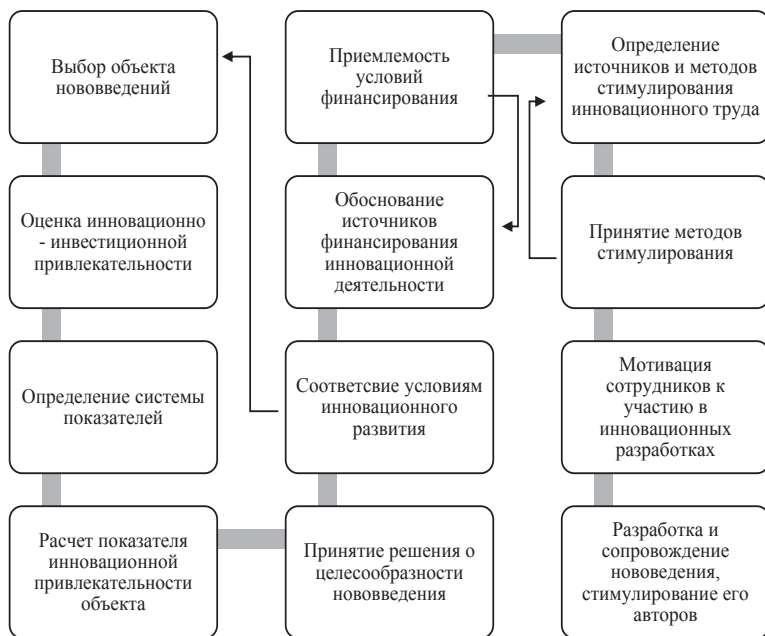 Выбор объекта
нововведений
Оценка инновационно
- инвестиционной
привлекательности
Определение системы
показателей
Расчет показателя
инновационной
привлекательности
объекта
Приемлемость
условий
финансирования
Обоснование
источников
финансирования
инновационной
деятельности
Соответсвие условиям
инновационного
развития
Принятие решения о
целесообразности
нововведения
Определение
источников и методов
стимулирования
инновационного труда
Принятие методов
стимулирования
Мотивация
сотрудников к
участию в
инновационных
разработках
Разработка и
сопровождение
нововедения,
стимулирование его
авторов